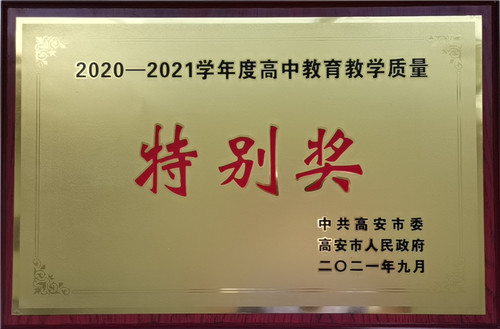 2020—2021学年度高中教育教学质量
特别奖
中共高安市委
高安市人民政府
二〇二一年九月